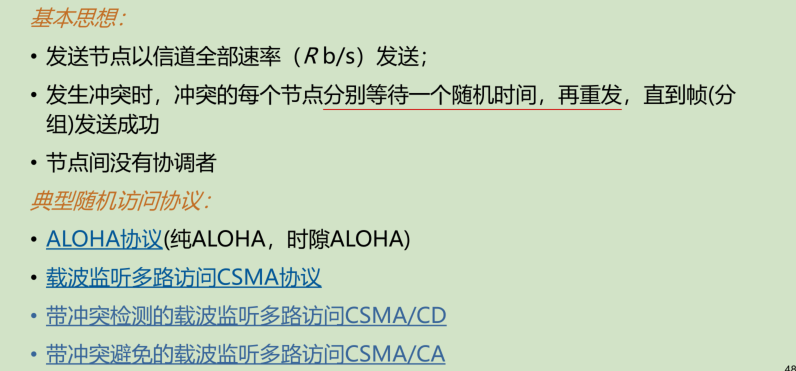 基本思想：
• 发送节点以信道全部速率（R b/s）发送；
• 发生冲突时，冲突的每个节点分别等待一个随机时间，再重发，直到帧(分
组)发送成功
• 节点间没有协调者
典型随机访问协议：
• ALOHA协议(纯ALOHA，时隙ALOHA)
• 载波监听多路访问CSMA协议
• 带冲突检测的载波监听多路访问CSMA/CD
• 带冲突避免的载波监听多路访问CSMA/CA
48